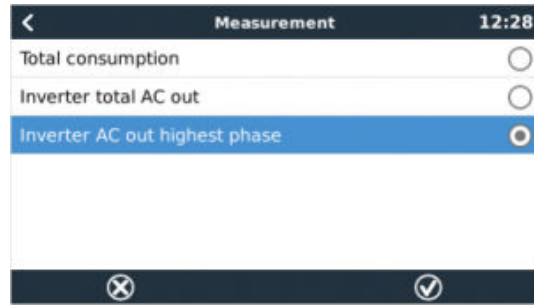 Measurement 12:28
Total consumption
Inverter total AC out
Inverter AC out highest phase